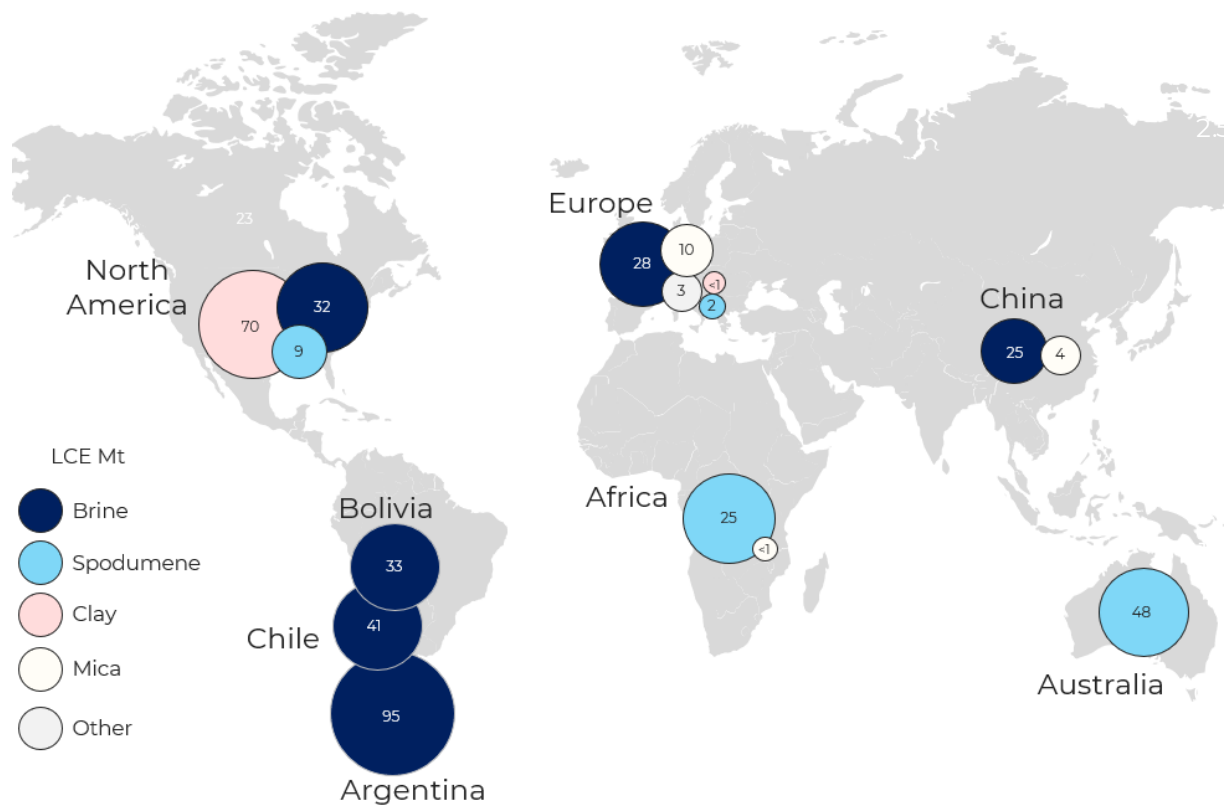 2.
Europe
23
10
28
North
America
<1
3
2
China
32
70
9
25
4
LCE Mt
Brine
Africa
Bolivia
25
Spodumene
<1
33
Clay
48
41
Chile
Mica
Australia
95
Other
Argentina